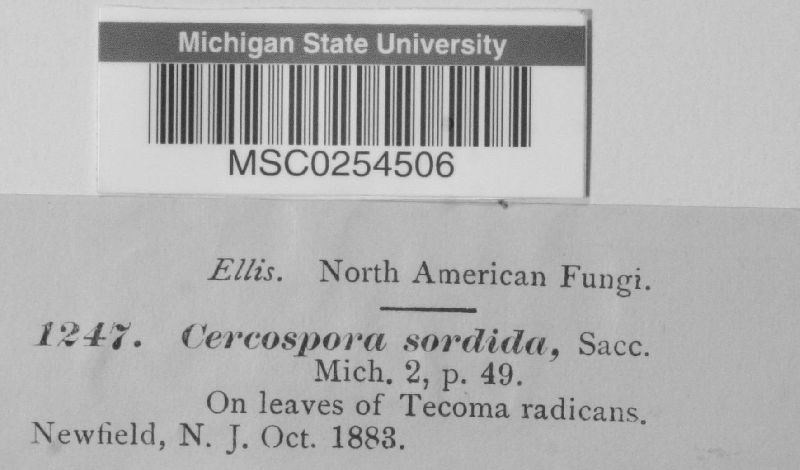 Michigan State University
MSC0254506
Ellis. North American Fungi.
1247. Cercospora sordida, Sacc.
Mich. 2, p. 49.
On leaves of Tecoma radicans.
Newfield, N. J. Oct. 1883.